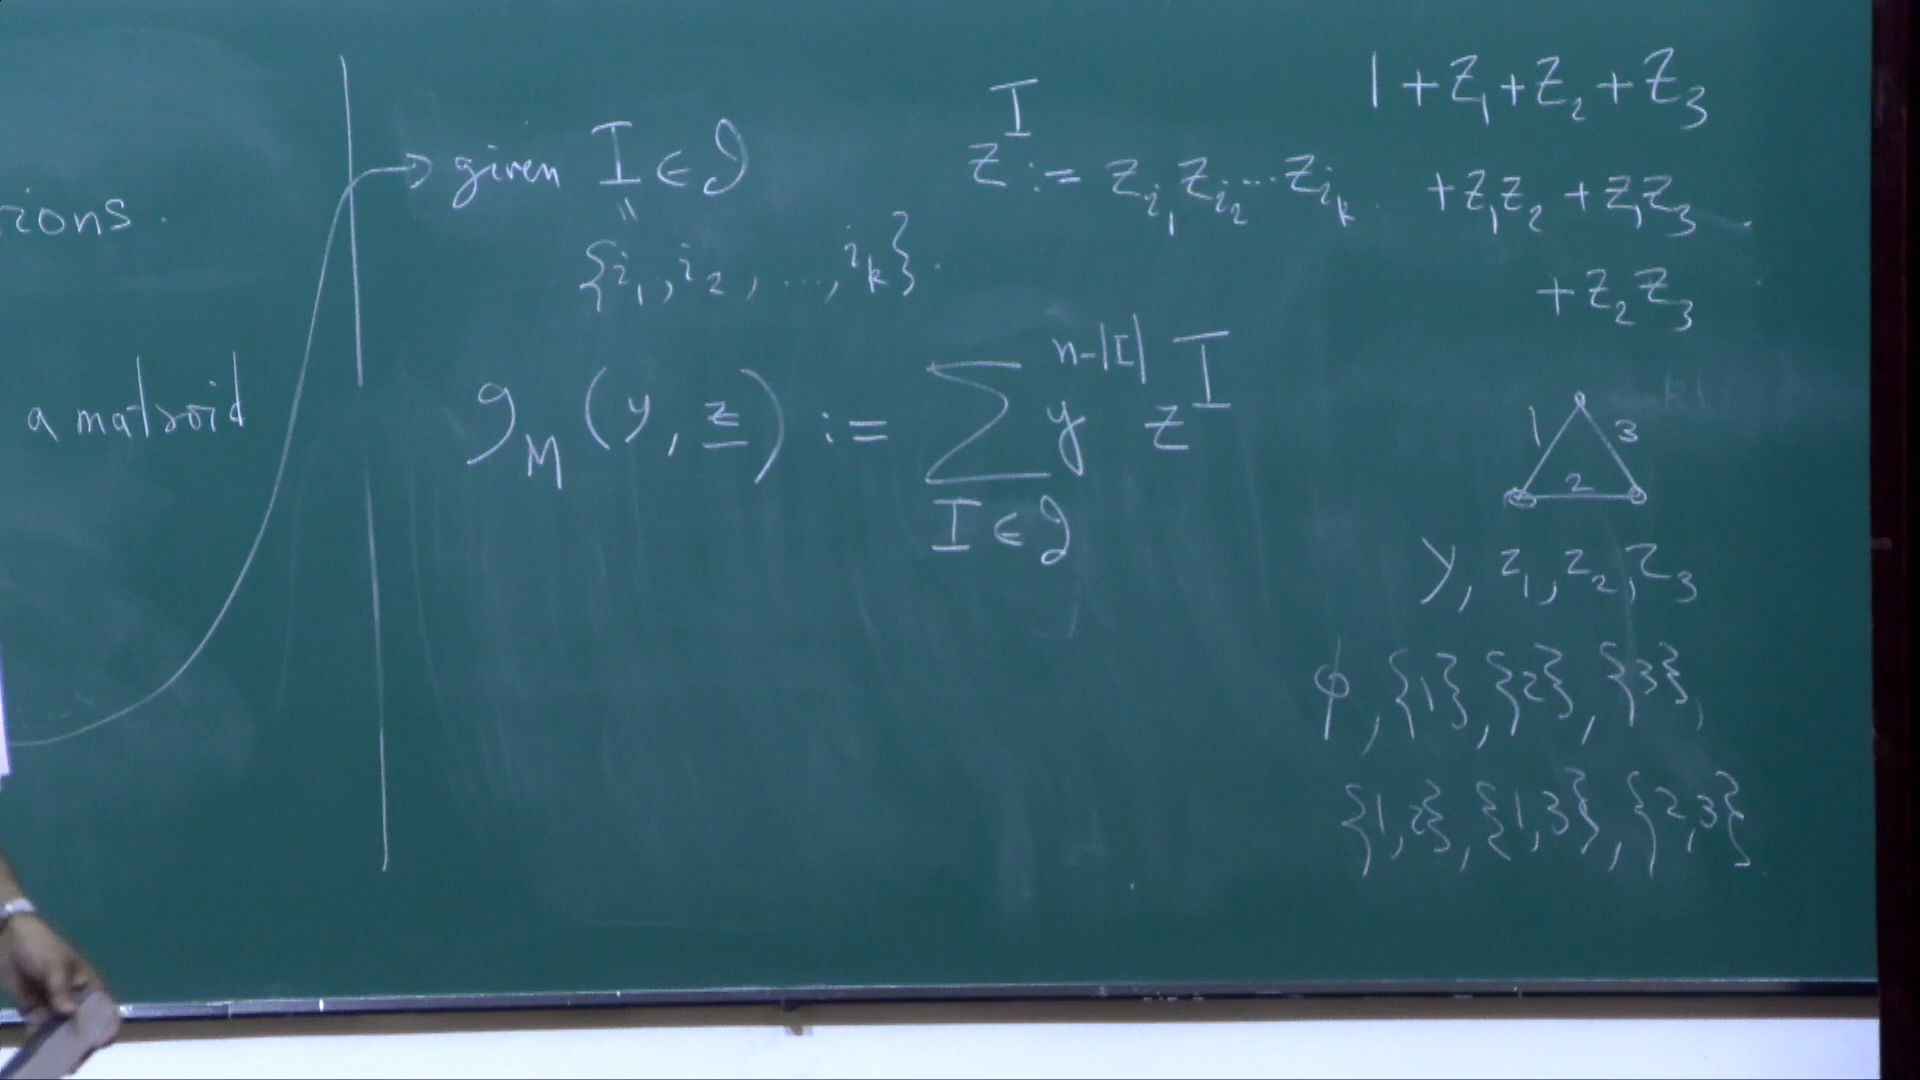 ions.
a matroid
given I ∈ 𝓘
"
{i₁, i₂, ..., iₖ}.
z^I := z_{i₁} z_{i₂} ... z_{iₖ}.
g_M (y, z) := ∑_{I ∈ 𝓘} y^{n-|I|} z^I
1 + z₁ + z₂ + z₃
+ z₁z₂ + z₁z₃
+ z₂z₃
1 3
2
y, z₁, z₂, z₃
ϕ, {1}, {2}, {3},
{1,2}, {1,3}, {2,3}